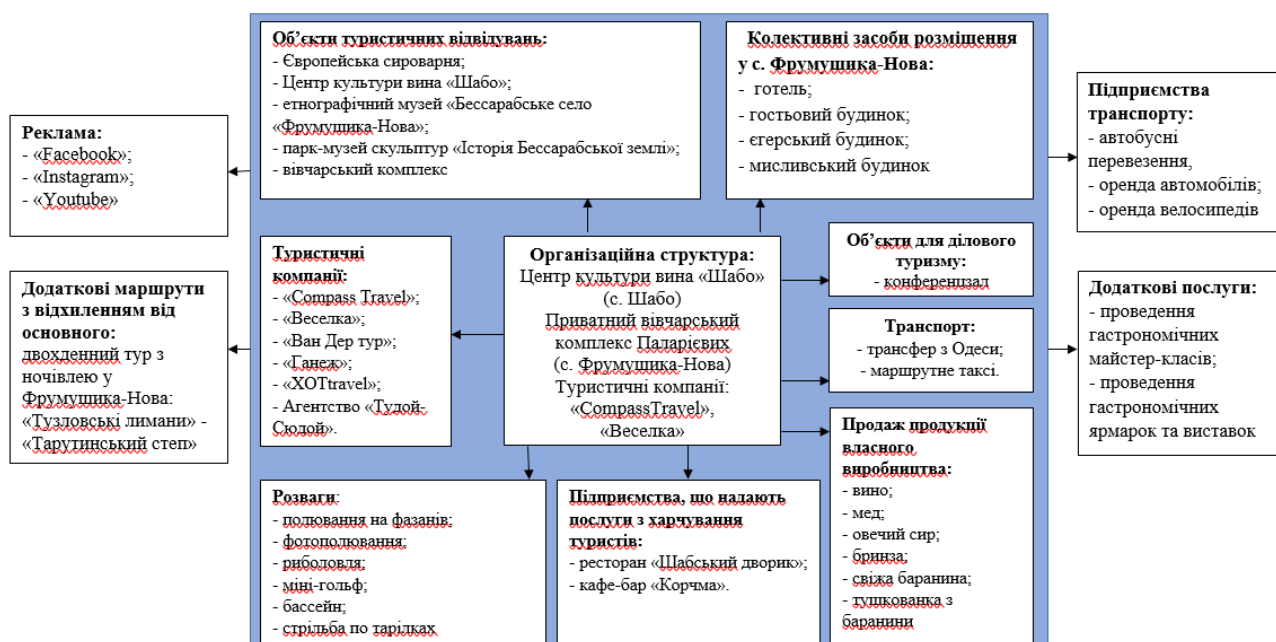 Об’єкти туристичних відвідувань:
- Європейська сироварня;
- Центр культури вина «Шабо»;
- етнографічний музей «Бессарабське село
«Фрумушика-Нова»;
- парк-музей скульптур «Історія Бессарабської землі»;
- вівчарський комплекс
Колективні засоби розміщення
у с. Фрумушика-Нова:
- готель;
- гостьовий будинок;
- єгерський будинок;
- мисливський будинок
Підприємства
транспорту:
- автобусні
перевезення,
- оренда автомобілів;
- оренда велосипедів
Реклама:
- «Facebook»;
- «Instagram»;
- «Youtube»
Туристичні
компанії:
- «Compass Travel»;
- «Веселка»;
- «Ван Дер тур»;
- «Ганеж»;
- «ХОТtravel»;
- Агентство «Тудой-
Сюдой».
Організаційна структура:
Центр культури вина «Шабо»
(с. Шабо)
Приватний вівчарський
комплекс Паларієвих
(с. Фрумушика-Нова)
Туристичні компанії:
«CompassTravel»,
«Веселка»
Об’єкти для ділового
туризму:
- конференцзал
Транспорт:
- трансфер з Одеси;
- маршрутне таксі.
Додаткові маршрути
з відхиленням від
основного:
двохденний тур з
ночівлею у
Фрумушика-Нова:
«Тузловські лимани» -
«Тарутинський степ»
Додаткові послуги:
- проведення
гастрономічних
майстер-класів;
- проведення
гастрономічних
ярмарок та виставок
Розваги:
- полювання на фазанів;
- фотополювання;
- риболовля;
- міні-гольф;
- бассейн;
- стрільба по тарілках
Підприємства, що надають
послуги з харчування
туристів:
- ресторан «Шабський дворик»;
- кафе-бар «Корчма».
Продаж продукції
власного
виробництва:
- вино;
- мед;
- овечий сир;
- бринза;
- свіжа баранина;
- тушкованка з
баранини